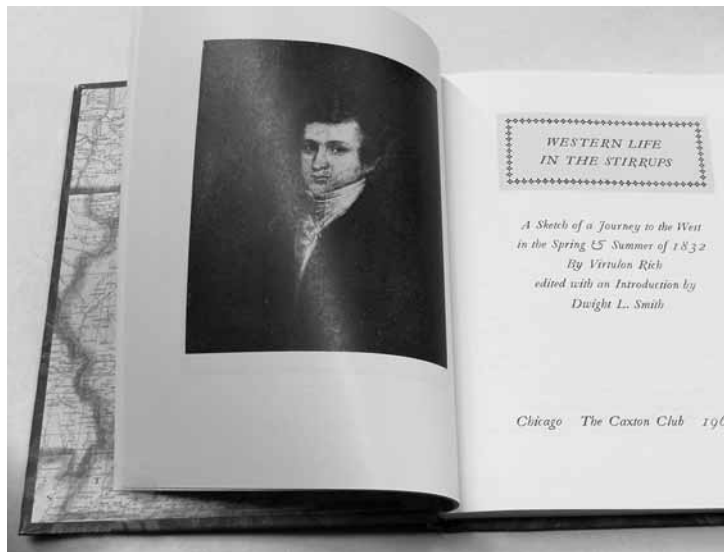 WESTERN LIFE
IN THE STIRRUPS
A Sketch of a Journey to the West
in the Spring & Summer of 1832
By Virtulon Rich
edited with an Introduction by
Dwight L. Smith
Chicago The Caxton Club